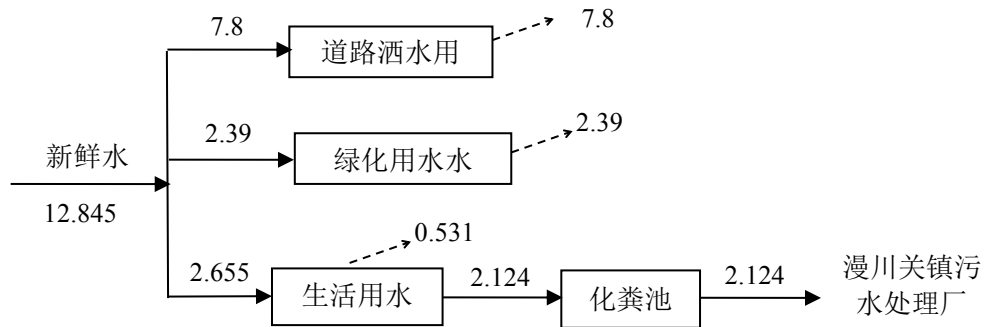 7.8
道路洒水用
7.8
2.39
绿化用水水
2.39
新鲜水
12.845
2.655
生活用水
0.531
2.124
化粪池
2.124
漫川关镇污
水处理厂